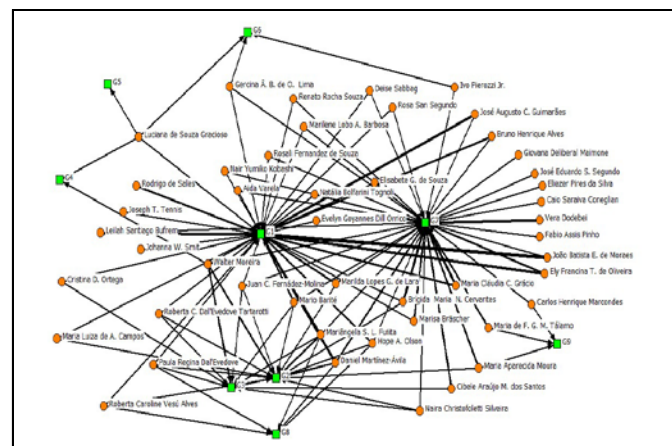 G6
G5
Gercina Â. B. de O. Lima
Deise Sabbag
Ivo Pierozzi Jr.
Renato Rocha Souza
Rosa San Segundo
José Augusto C. Guimarães
Marilene Lobo A. Barbosa
Luciana de Souza Gracioso
Bruno Henrique Alves
Roseli Fernandez de Souza
Giovana Deliberal Maimone
G4
Nair Yumiko Kobashi
José Eduardo S. Segundo
Rodrigo de Sales
Aida Varela
Elisabeta G. de Souza
Eliezer Pires da Silva
Natália Bolfarini Tognoli
Caio Saraiva Coneglian
Joseph T. Tennis
Evelyn Goyannes Dill Orrico
Vera Dodebei
Leilah Santiago Bufrem
G1
Fabio Assis Pinho
Johanna W. Smit
João Batista E. de Moraes
Walter Moreira
Ely Francina T. de Oliveira
Cristina D. Ortega
Juan C. Fernández-Molina
Marilda Lopes G. de Lara
Maria Cláudia C. Grácio
Mario Barité
Brígida Maria N. Cervantes
Carlos Henrique Marcondes
Roberta C. Dal'Evedove Tartarotti
Marisa Bräscher
Maria de F. G. M. Tálamo
Maria Luiza de A. Campos
Mariângela S. L. Fujita
Hope A. Olson
G9
Paula Regina Dal'Evedove
Daniel Martínez-Ávila
Maria Aparecida Moura
G2
G3
Cibele Araújo M. dos Santos
Roberta Caroline Vesú Alves
Naira Christofoletti Silveira
G8